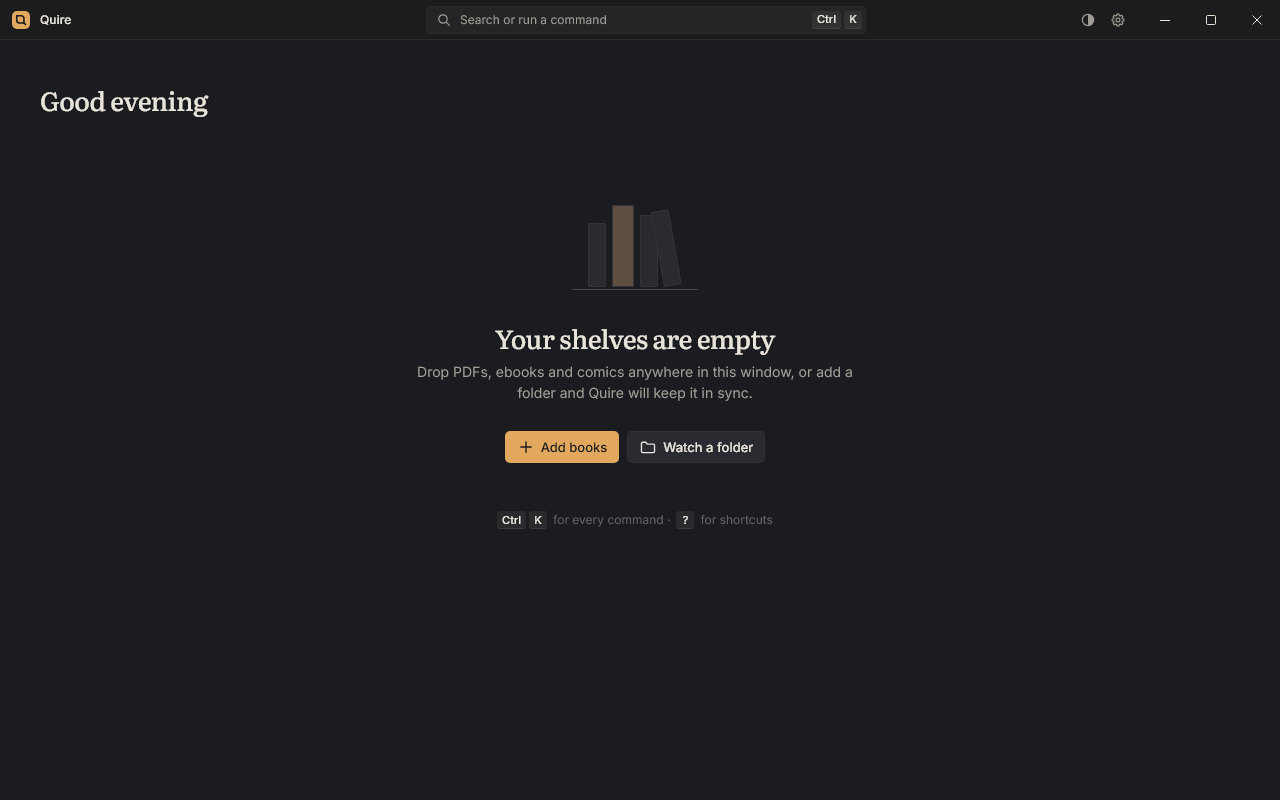 Quire
Search or run a command
Ctrl K
Good evening
Your shelves are empty
Drop PDFs, ebooks and comics anywhere in this window, or add a
folder and Quire will keep it in sync.
Add books
Watch a folder
Ctrl K for every command · ? for shortcuts